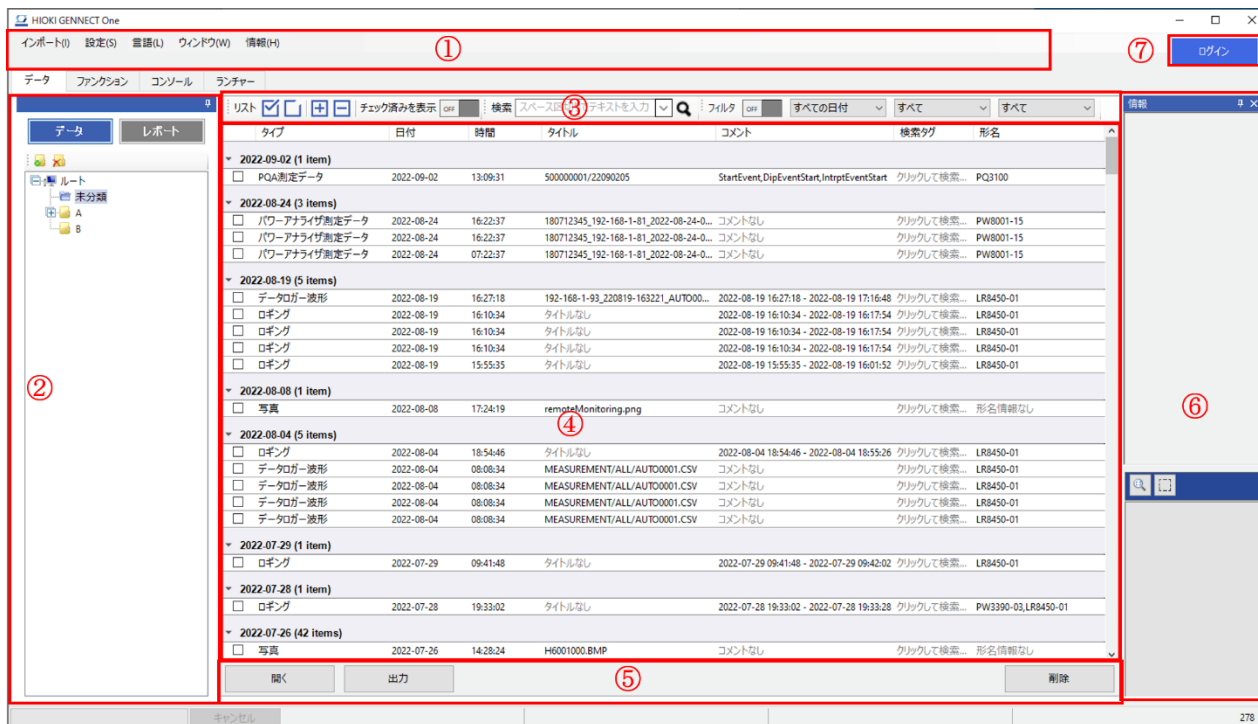 HIOKI GENNECT One
インポート(I) 設定(S) 言語(L) ウィンドウ(W) 情報(H)
①
⑦
ログイン
データ ファンクション コンソール ランチャー
データ レポート
ルート
未分類
A
B
②
リスト チェック済みを表示 OFF 検索 スペース区 テキストを入力 フィルタ OFF すべての日付 すべて すべて
③
タイプ 日付 時間 タイトル コメント 検索タグ 形名
2022-09-02 (1 item)
PQA測定データ 2022-09-02 13:09:31 500000001/22090205 StartEvent,DipEventStart,IntrptEventStart クリックして検索... PQ3100
2022-08-24 (3 items)
パワーアナライザ測定データ 2022-08-24 16:22:37 180712345_192-168-1-81_2022-08-24-0... コメントなし クリックして検索... PW8001-15
パワーアナライザ測定データ 2022-08-24 16:22:37 180712345_192-168-1-81_2022-08-24-0... コメントなし クリックして検索... PW8001-15
パワーアナライザ測定データ 2022-08-24 07:22:37 180712345_192-168-1-81_2022-08-24-0... コメントなし クリックして検索... PW8001-15
2022-08-19 (5 items)
データロガー波形 2022-08-19 16:27:18 192-168-1-93_220819-163221_AUTO00... 2022-08-19 16:27:18 - 2022-08-19 17:16:48 クリックして検索... LR8450-01
ロギング 2022-08-19 16:10:34 タイトルなし 2022-08-19 16:10:34 - 2022-08-19 16:17:54 クリックして検索... LR8450-01
ロギング 2022-08-19 16:10:34 タイトルなし 2022-08-19 16:10:34 - 2022-08-19 16:17:54 クリックして検索... LR8450-01
ロギング 2022-08-19 16:10:34 タイトルなし 2022-08-19 16:10:34 - 2022-08-19 16:17:54 クリックして検索... LR8450-01
ロギング 2022-08-19 15:55:35 タイトルなし 2022-08-19 15:55:35 - 2022-08-19 16:01:52 クリックして検索... LR8450-01
2022-08-08 (1 item)
写真 2022-08-08 17:24:19 remoteMonitoring.png コメントなし クリックして検索... 形名情報なし
④
2022-08-04 (5 items)
ロギング 2022-08-04 18:54:46 タイトルなし 2022-08-04 18:54:46 - 2022-08-04 18:55:26 クリックして検索... LR8450-01
データロガー波形 2022-08-04 08:08:34 MEASUREMENT/ALL/AUTO0001.CSV コメントなし クリックして検索... LR8450-01
データロガー波形 2022-08-04 08:08:34 MEASUREMENT/ALL/AUTO0001.CSV コメントなし クリックして検索... LR8450-01
データロガー波形 2022-08-04 08:08:34 MEASUREMENT/ALL/AUTO0001.CSV コメントなし クリックして検索... LR8450-01
データロガー波形 2022-08-04 08:08:34 MEASUREMENT/ALL/AUTO0001.CSV コメントなし クリックして検索... LR8450-01
2022-07-29 (1 item)
ロギング 2022-07-29 09:41:48 タイトルなし 2022-07-29 09:41:48 - 2022-07-29 09:42:02 クリックして検索... LR8450-01
2022-07-28 (1 item)
ロギング 2022-07-28 19:33:02 タイトルなし 2022-07-28 19:33:02 - 2022-07-28 19:33:28 クリックして検索... PW3390-03,LR8450-01
2022-07-26 (42 items)
写真 2022-07-26 14:28:24 H6001000.BMP コメントなし クリックして検索... 形名情報なし
開く 出力 ⑤ 削除
情報
⑥
キャンセル
278